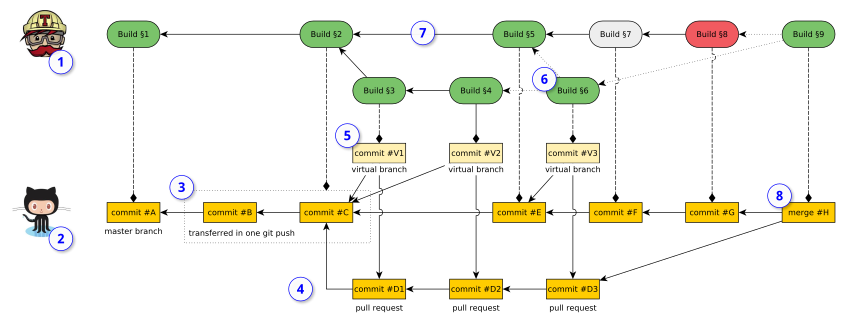 Build §1
Build §2
7
Build §5
Build §7
Build §8
Build §9
T
1
6
Build §3
Build §4
Build §6
5
commit #V1
commit #V2
commit #V3
virtual branch
virtual branch
virtual branch
3
8
commit #A
commit #B
commit #C
commit #E
commit #F
commit #G
merge #H
master branch
transferred in one git push
2
4
commit #D1
commit #D2
commit #D3
pull request
pull request
pull request